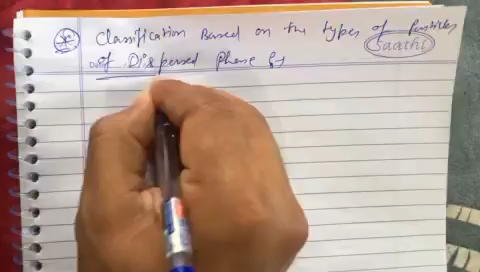 Classification Based on the types of Particles
of Dispersed Phase
Saathi